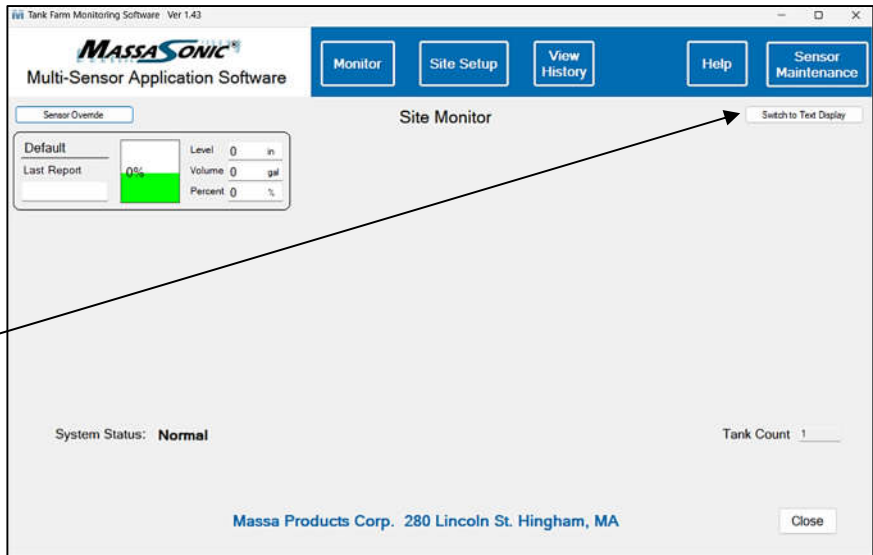 Tank Farm Monitoring Software Ver 1.43
MASSASONIC®
Multi-Sensor Application Software
Monitor
Site Setup
View
History
Help
Sensor
Maintenance
Sensor Override
Site Monitor
Switch to Text Display
Default
Last Report
0%
Level 0 in
Volume 0 gal
Percent 0 %
System Status: Normal
Tank Count 1
Massa Products Corp. 280 Lincoln St. Hingham, MA
Close